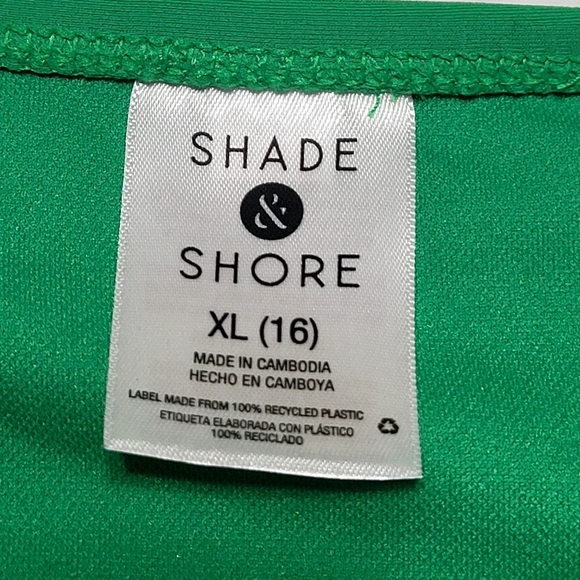 SHADE
&
SHORE
XL (16)
MADE IN CAMBODIA
HECHO EN CAMBOYA
LABEL MADE FROM 100% RECYCLED PLASTIC
ETIQUETA ELABORADA CON PLÁSTICO
100% RECICLADO